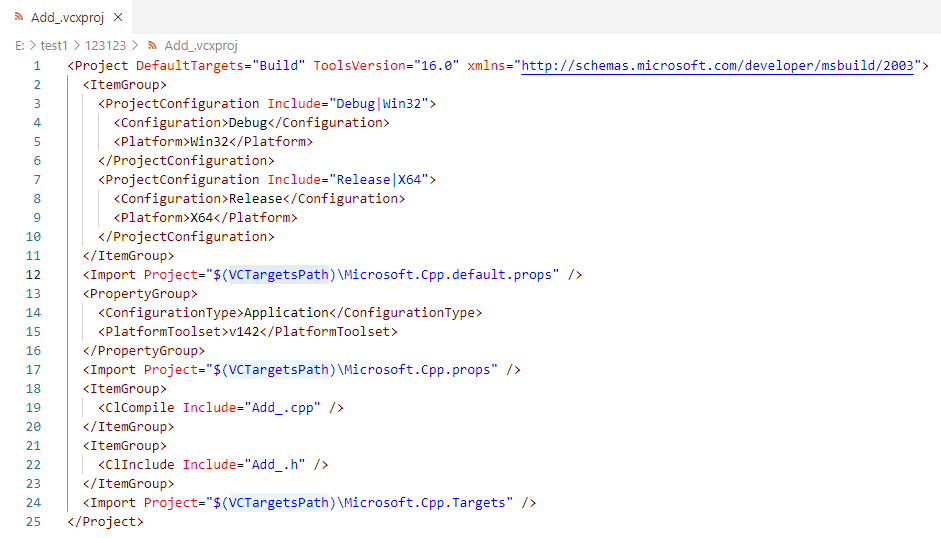 Add_.vcxproj ×
E: > test1 > 123123 > Add_.vcxproj
1 <Project DefaultTargets="Build" ToolsVersion="16.0" xmlns="http://schemas.microsoft.com/developer/msbuild/2003">
2 <ItemGroup>
3 <ProjectConfiguration Include="Debug|Win32">
4 <Configuration>Debug</Configuration>
5 <Platform>Win32</Platform>
6 </ProjectConfiguration>
7 <ProjectConfiguration Include="Release|X64">
8 <Configuration>Release</Configuration>
9 <Platform>X64</Platform>
10 </ProjectConfiguration>
11 </ItemGroup>
12 <Import Project="$(VCTargetsPath)\Microsoft.Cpp.default.props" />
13 <PropertyGroup>
14 <ConfigurationType>Application</ConfigurationType>
15 <PlatformToolset>v142</PlatformToolset>
16 </PropertyGroup>
17 <Import Project="$(VCTargetsPath)\Microsoft.Cpp.props" />
18 <ItemGroup>
19 <ClCompile Include="Add_.cpp" />
20 </ItemGroup>
21 <ItemGroup>
22 <ClInclude Include="Add_.h" />
23 </ItemGroup>
24 <Import Project="$(VCTargetsPath)\Microsoft.Cpp.Targets" />
25 </Project>